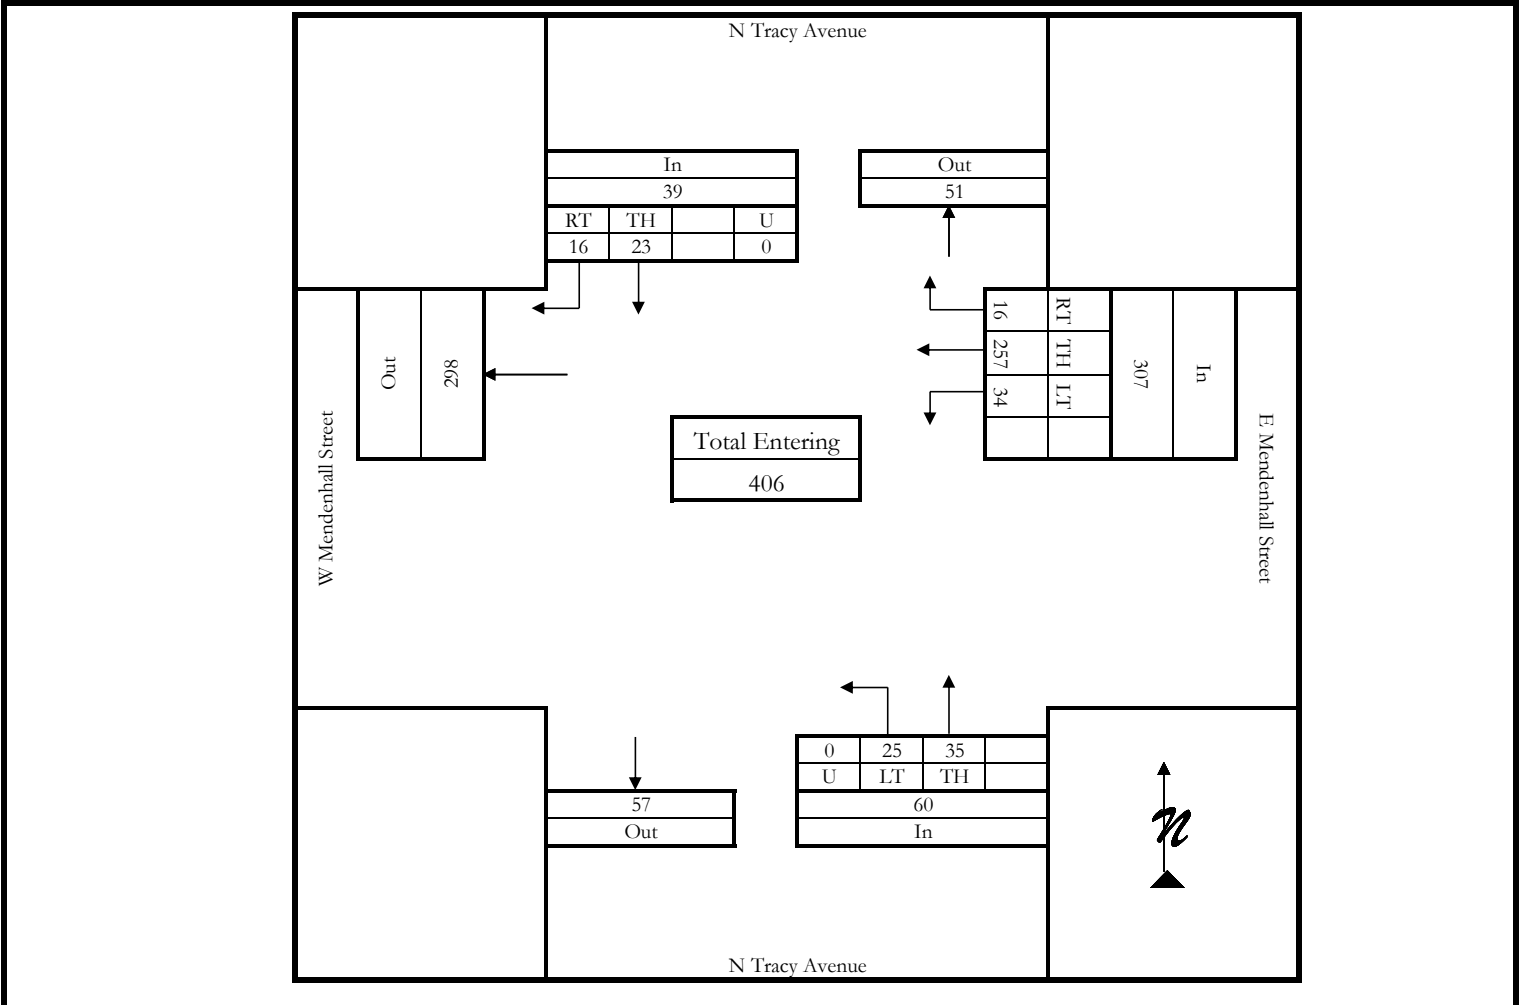 N Tracy Avenue
In
39
RT TH U
16 23 0
Out
51
Out
298
W Mendenhall Street
16 RT
257 TH
34 LT
307
In
E Mendenhall Street
Total Entering
406
57
Out
0 25 35
U LT TH
60
In
N
N Tracy Avenue